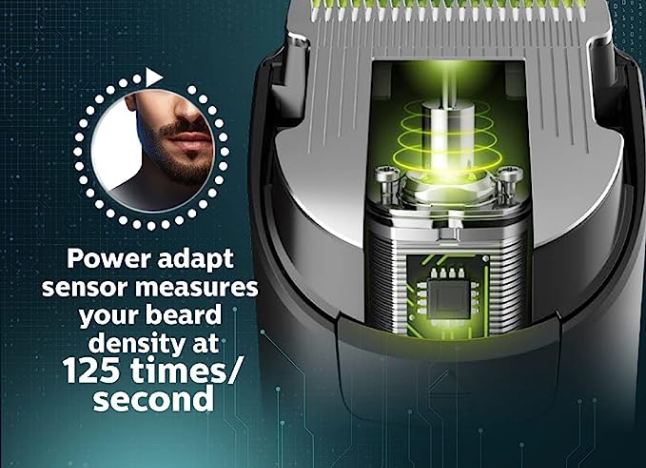 Power adapt
sensor measures
your beard
density at
125 times/
second